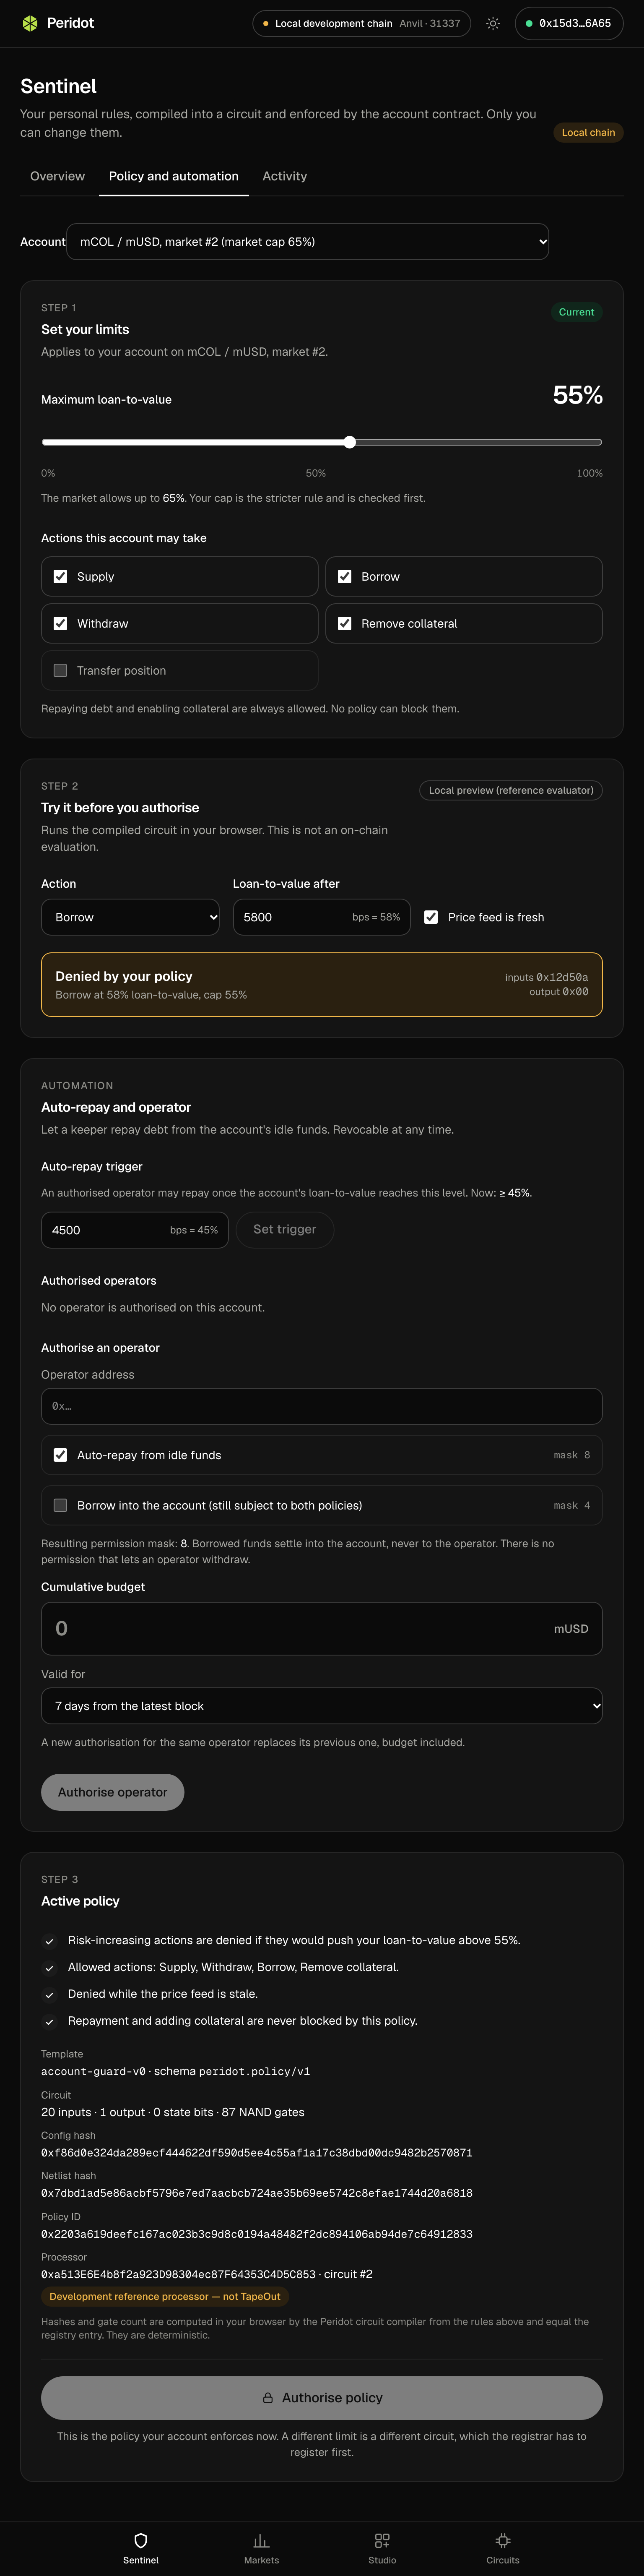 Peridot
Local development chain Anvil · 31337
0x15d3…6A65
Sentinel
Your personal rules, compiled into a circuit and enforced by the account contract. Only you
can change them.
Local chain
Overview
Policy and automation
Activity
Account
mCOL / mUSD, market #2 (market cap 65%)
STEP 1
Current
Set your limits
Applies to your account on mCOL / mUSD, market #2.
Maximum loan-to-value
55%
0%
50%
100%
The market allows up to 65%. Your cap is the stricter rule and is checked first.
Actions this account may take
Supply
Borrow
Withdraw
Remove collateral
Transfer position
Repaying debt and enabling collateral are always allowed. No policy can block them.
STEP 2
Local preview (reference evaluator)
Try it before you authorise
Runs the compiled circuit in your browser. This is not an on-chain
evaluation.
Action
Loan-to-value after
Borrow
5800
bps = 58%
Price feed is fresh
Denied by your policy
Borrow at 58% loan-to-value, cap 55%
inputs 0x12d50a
output 0x00
AUTOMATION
Auto-repay and operator
Let a keeper repay debt from the account's idle funds. Revocable at any time.
Auto-repay trigger
An authorised operator may repay once the account's loan-to-value reaches this level. Now: ≥ 45%.
4500
bps = 45%
Set trigger
Authorised operators
No operator is authorised on this account.
Authorise an operator
Operator address
0x…
Auto-repay from idle funds
mask 8
Borrow into the account (still subject to both policies)
mask 4
Resulting permission mask: 8. Borrowed funds settle into the account, never to the operator. There is no
permission that lets an operator withdraw.
Cumulative budget
0
mUSD
Valid for
7 days from the latest block
A new authorisation for the same operator replaces its previous one, budget included.
Authorise operator
STEP 3
Active policy
Risk-increasing actions are denied if they would push your loan-to-value above 55%.
Allowed actions: Supply, Withdraw, Borrow, Remove collateral.
Denied while the price feed is stale.
Repayment and adding collateral are never blocked by this policy.
Template
account-guard-v0 · schema peridot.policy/v1
Circuit
20 inputs · 1 output · 0 state bits · 87 NAND gates
Config hash
0xf86d0e324da289ecf444622df590d5ee4c55af1a17c38dbd00dc9482b2570871
Netlist hash
0x7dbd1ad5e86acbf5796e7ed7aacbcb724ae35b69ee5742c8efae1744d20a6818
Policy ID
0x2203a619deefc167ac023b3c9d8c0194a48482f2dc894106ab94de7c64912833
Processor
0xa513E6E4b8f2a923D98304ec87F64353C4D5C853 · circuit #2
Development reference processor — not TapeOut
Hashes and gate count are computed in your browser by the Peridot circuit compiler from the rules above and equal the
registry entry. They are deterministic.
Authorise policy
This is the policy your account enforces now. A different limit is a different circuit, which the registrar has to
register first.
Sentinel
Markets
Studio
Circuits